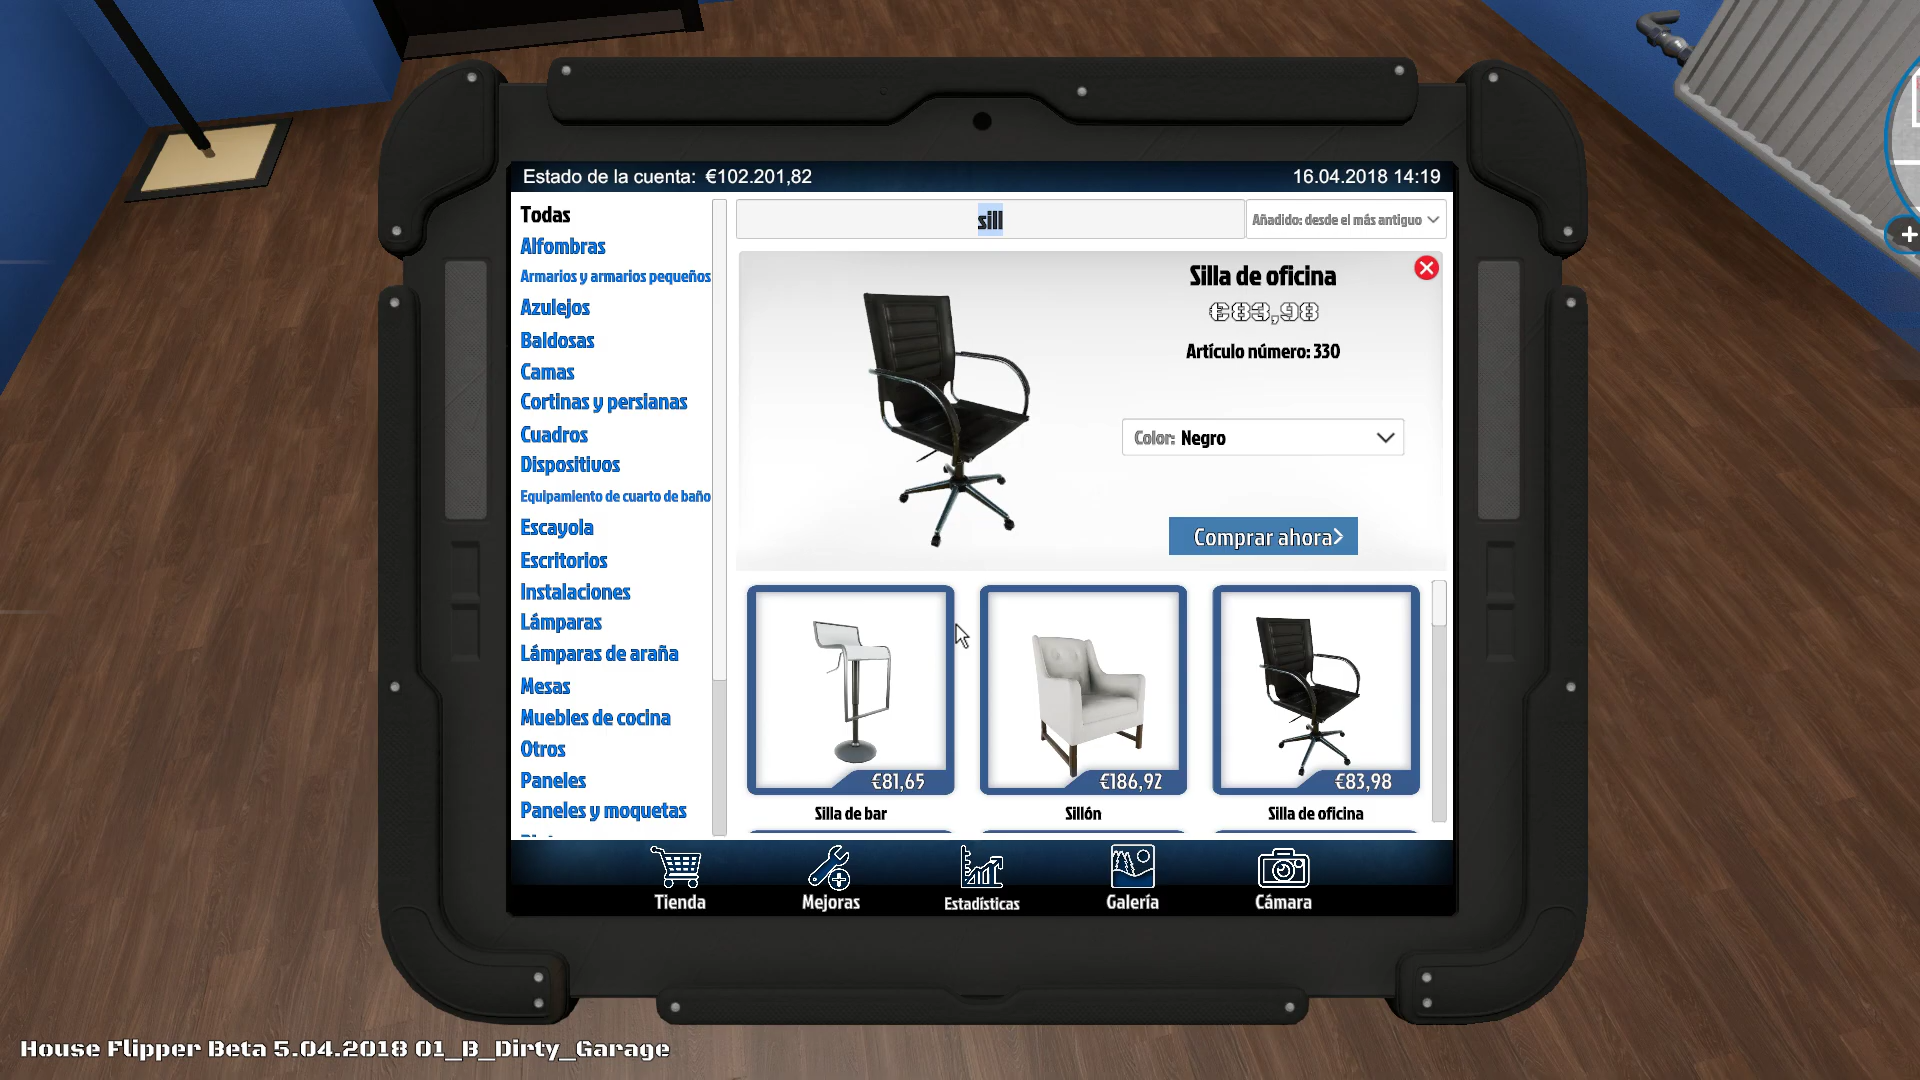 Estado de la cuenta: €102.201,82
16.04.2018 14:19
Todas
Alfombras
Armarios y armarios pequeños
Azulejos
Baldosas
Camas
Cortinas y persianas
Cuadros
Dispositivos
Equipamiento de cuarto de baño
Escayola
Escritorios
Instalaciones
Lámparas
Lámparas de araña
Mesas
Muebles de cocina
Otros
Paneles
Paneles y moquetas
sill
Añadido: desde el más antiguo
Silla de oficina
€83,98
Artículo número: 330
Color: Negro
Comprar ahora>
€81,65
Silla de bar
€186,92
Sillón
€83,98
Silla de oficina
Tienda
Mejoras
Estadísticas
Galería
Cámara
House Flipper Beta 5.04.2018 01_B_Dirty_Garage